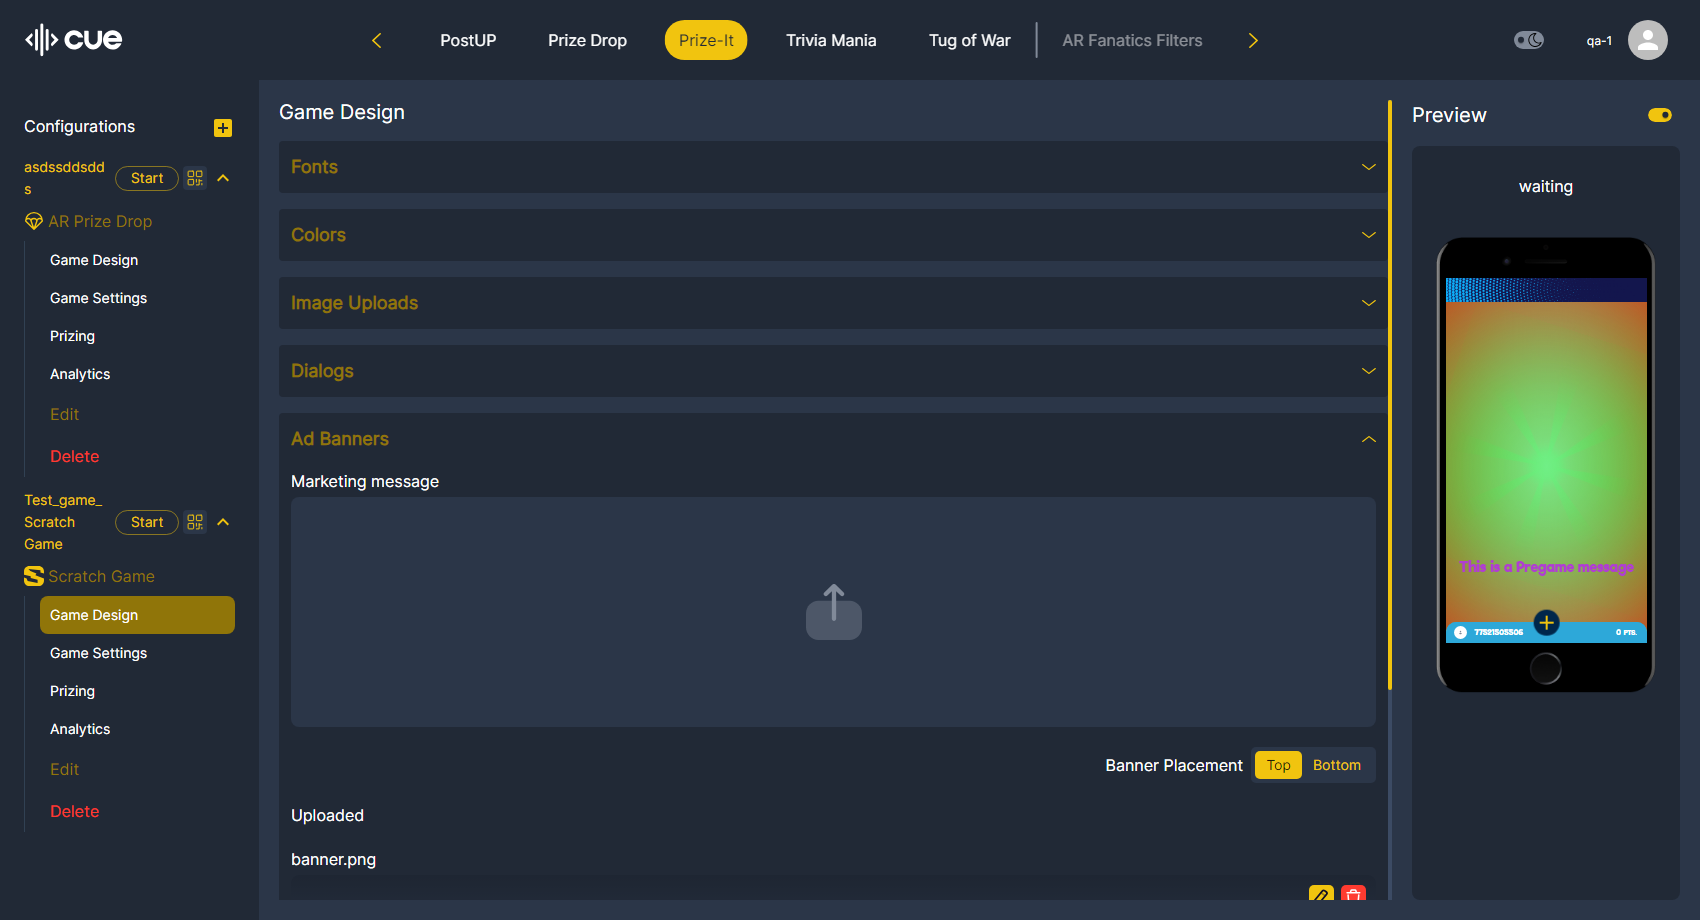 cue
PostUP
Prize Drop
Prize-It
Trivia Mania
Tug of War
AR Fanatics Filters
qa-1
Configurations
asdssddsdd
s
Start
AR Prize Drop
Game Design
Game Settings
Prizing
Analytics
Edit
Delete
Test_game_
Scratch
Game
Start
Scratch Game
Game Design
Game Settings
Prizing
Analytics
Edit
Delete
Game Design
Fonts
Colors
Image Uploads
Dialogs
Ad Banners
Marketing message
Banner Placement
Top
Bottom
Uploaded
banner.png
Preview
waiting
This is a Pregame message
77521503506
0 PTS.